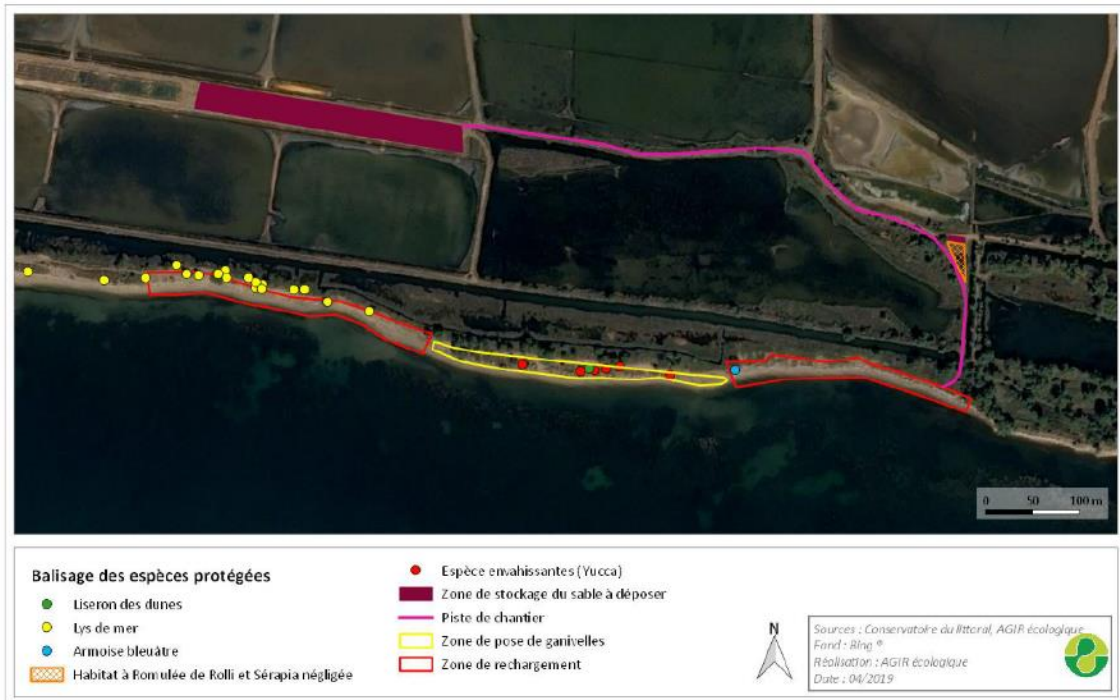 0 50 100 m
Balisage des espèces protégées
Liseron des dunes
Lys de mer
Armoise bleuâtre
Habitat à Romulée de Rolli et Sérapia négligée
Espèce envahissantes (Yucca)
Zone de stockage du sable à déposer
Piste de chantier
Zone de pose de ganivelles
Zone de rechargement
N
Sources : Conservatoire du littoral, AGIR écologique
Fond : Bing ®
Réalisation : AGIR écologique
Date : 04/2019